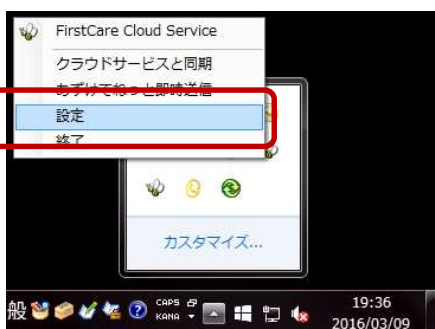 FirstCare Cloud Service
クラウドサービスと同期
あずけてねっと即時送信
設定
終了
カスタマイズ...
般
CAPS
KANA
19:36
2016/03/09